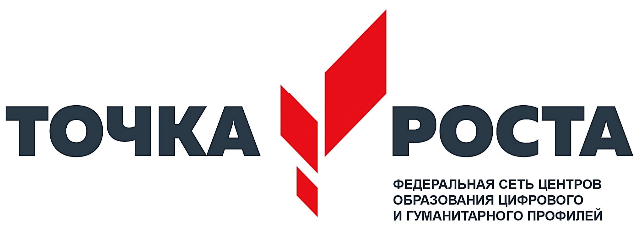 ТОЧКА РОСТА
ФЕДЕРАЛЬНАЯ СЕТЬ ЦЕНТРОВ
ОБРАЗОВАНИЯ ЦИФРОВОГО
И ГУМАНИТАРНОГО ПРОФИЛЕЙ